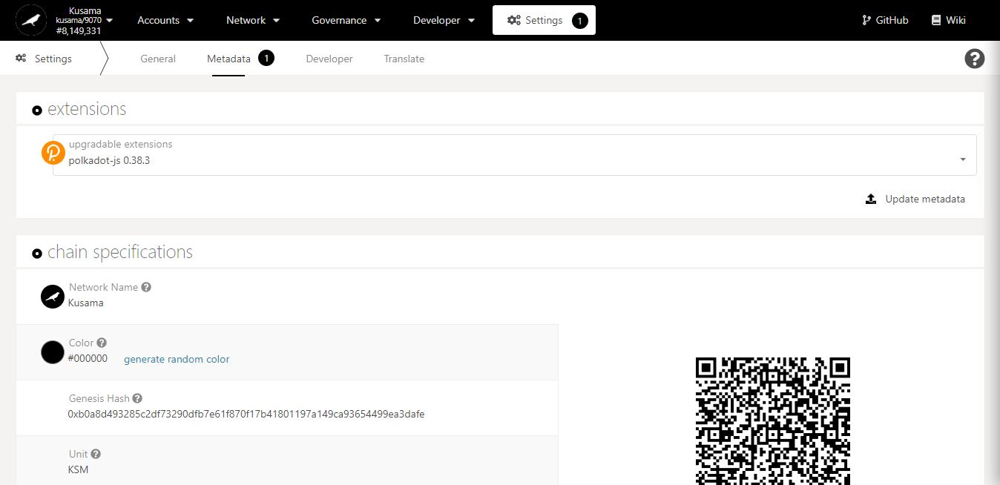 Kusama
kusama/9070
#8,149,331
Accounts
Network
Governance
Developer
Settings 1
GitHub
Wiki
Settings
General
Metadata 1
Developer
Translate
?
extensions
upgradable extensions
polkadot-js 0.38.3
Update metadata
chain specifications
Network Name ?
Kusama
Color ?
#000000 generate random color
Genesis Hash ?
0xb0a8d493285c2df73290dfb7e61f870f17b41801197a149ca93654499ea3dafe
Unit ?
KSM